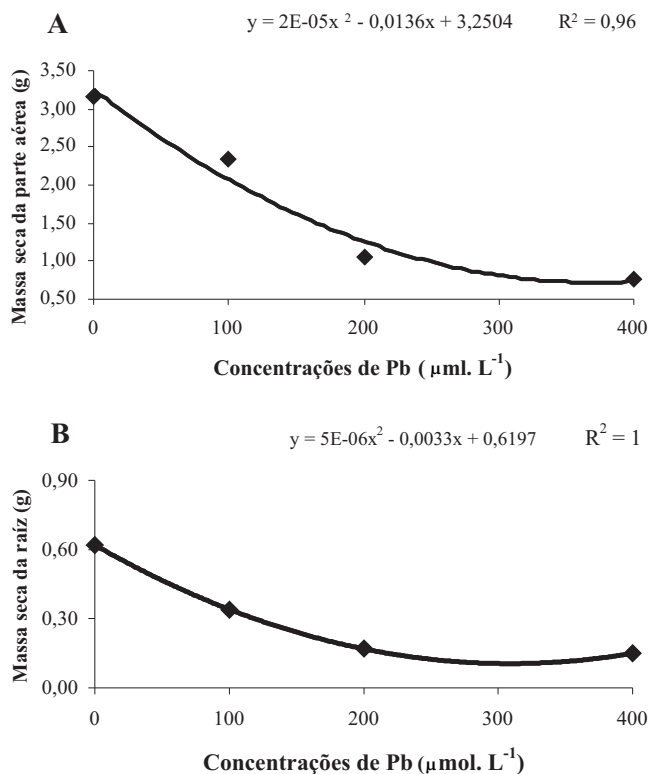 A
y = 2E-05x² - 0,0136x + 3,2504 R² = 0,96
Massa seca da parte aérea (g)
3,50
3,00
2,50
2,00
1,50
1,00
0,50
0 100 200 300 400
Concentrações de Pb ( μml. L⁻¹)
B
y = 5E-06x² - 0,0033x + 0,6197 R² = 1
Massa seca da raíz (g)
0,90
0,60
0,30
0,00
0 100 200 300 400
Concentrações de Pb (μmol. L⁻¹)